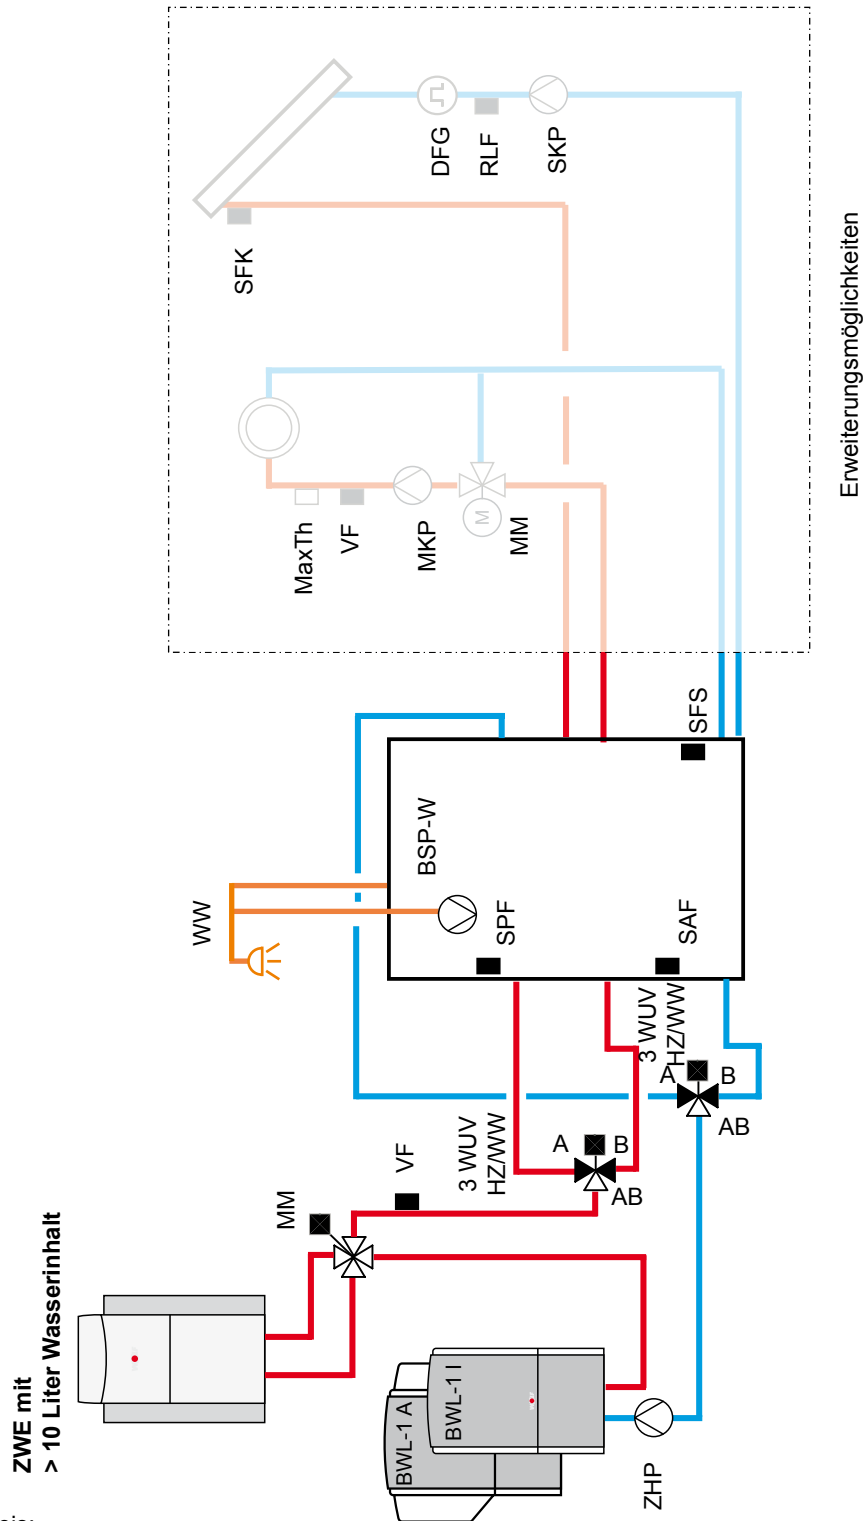 ZWE mit
> 10 Liter Wasserinhalt
MM
VF
BWL-1 A
BWL-1 I
ZHP
3 WUV
HZ/WW
A
B
AB
3 WUV
HZ/WW
A
B
AB
WW
BSP-W
SPF
SAF
SFS
MaxTh
VF
MKP
M
MM
SFK
DFG
RLF
SKP
Erweiterungsmöglichkeiten